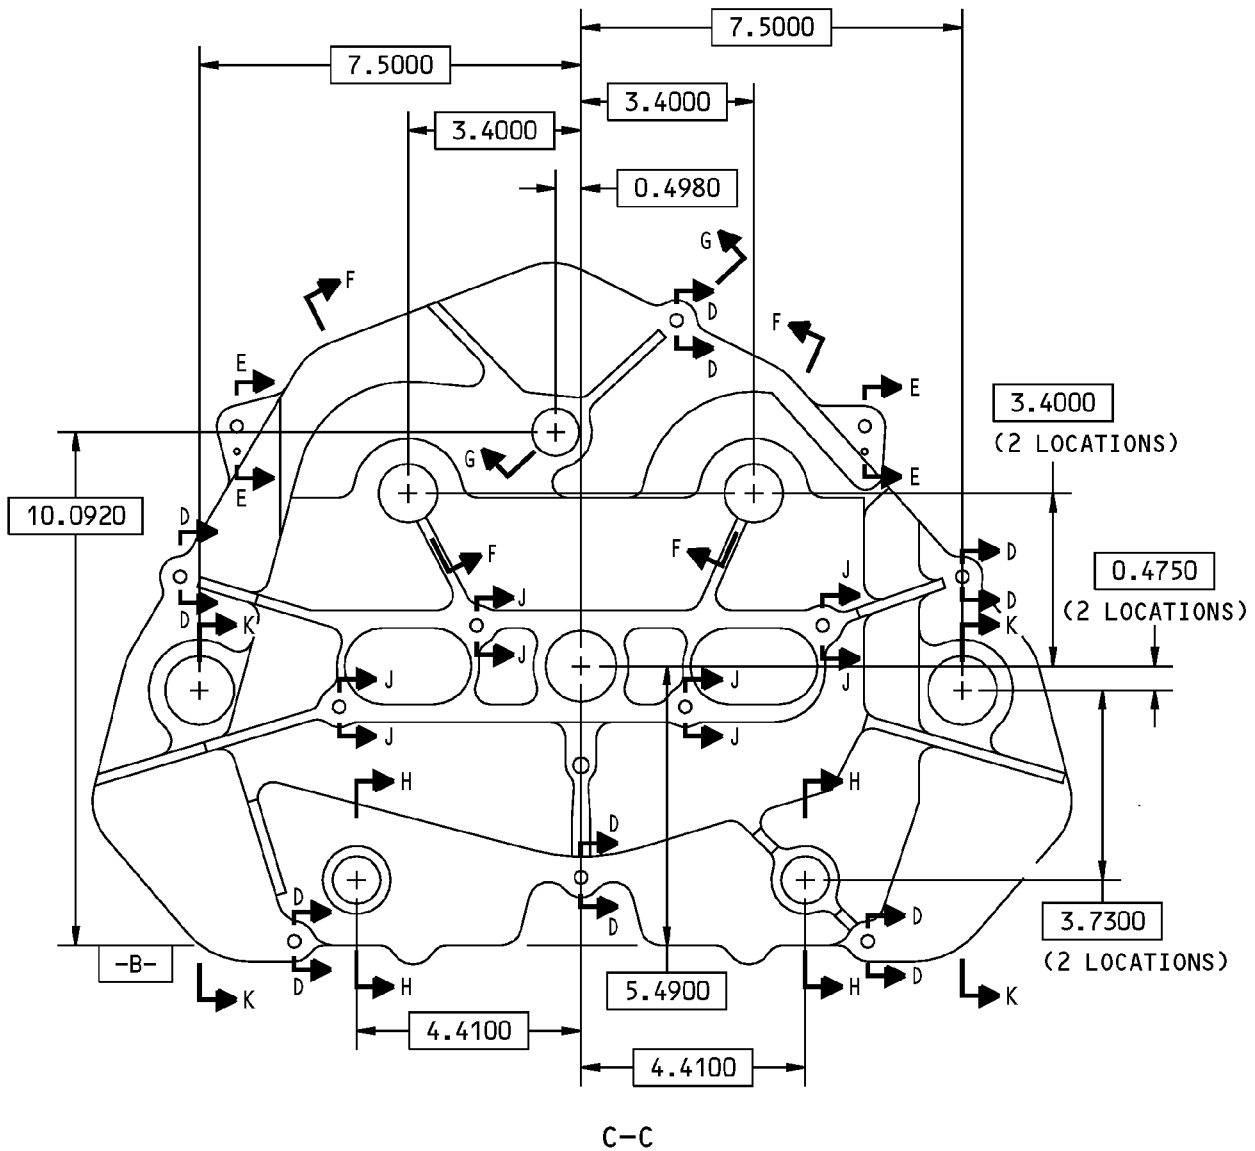 7.5000
7.5000
3.4000
3.4000
0.4980
G
F
D
F
D
E
E
3.4000
(2 LOCATIONS)
G
E
E
10.0920
D
F
F
D
J
J
0.4750
(2 LOCATIONS)
D
D
K
K
J
J
J
J
J
J
H
H
D
D
D
D
3.7300
(2 LOCATIONS)
-B-
D
D
H
5.4900
H
K
K
4.4100
4.4100
C-C